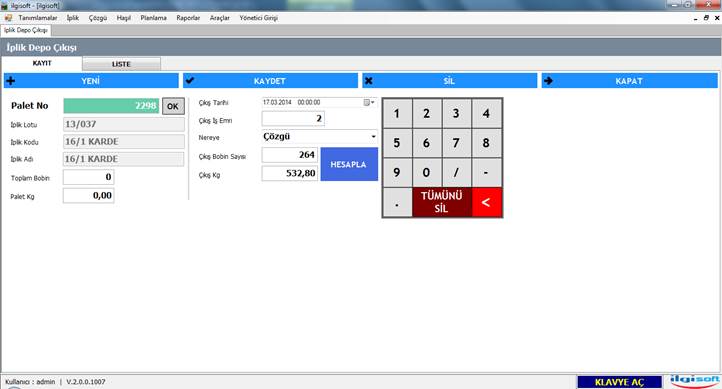 ilgisoft - [ilgisoft]
Tanımlamalar İplik Çözgü Haşıl Planlama Raporlar Araçlar Yönetici Girişi
İplik Depo Çıkışı
İplik Depo Çıkışı
KAYIT LİSTE
YENİ KAYDET SİL KAPAT
Palet No 2298 OK
İplik Lotu 13/037
İplik Kodu 16/1 KARDE
İplik Adı 16/1 KARDE
Toplam Bobin 0
Palet Kg 0,00
Çıkış Tarihi 17.03.2014 00:00:00
Çıkış İş Emri 2
Nereye Çözgü
Çıkış Bobin Sayısı 264
Çıkış Kg 532,80
HESAPLA
1 2 3 4
5 6 7 8
9 0 / -
. TÜMÜNÜ SİL <
Kullanıcı : admin | V.2.0.0.1007 KLAVYE AÇ ilgisoft